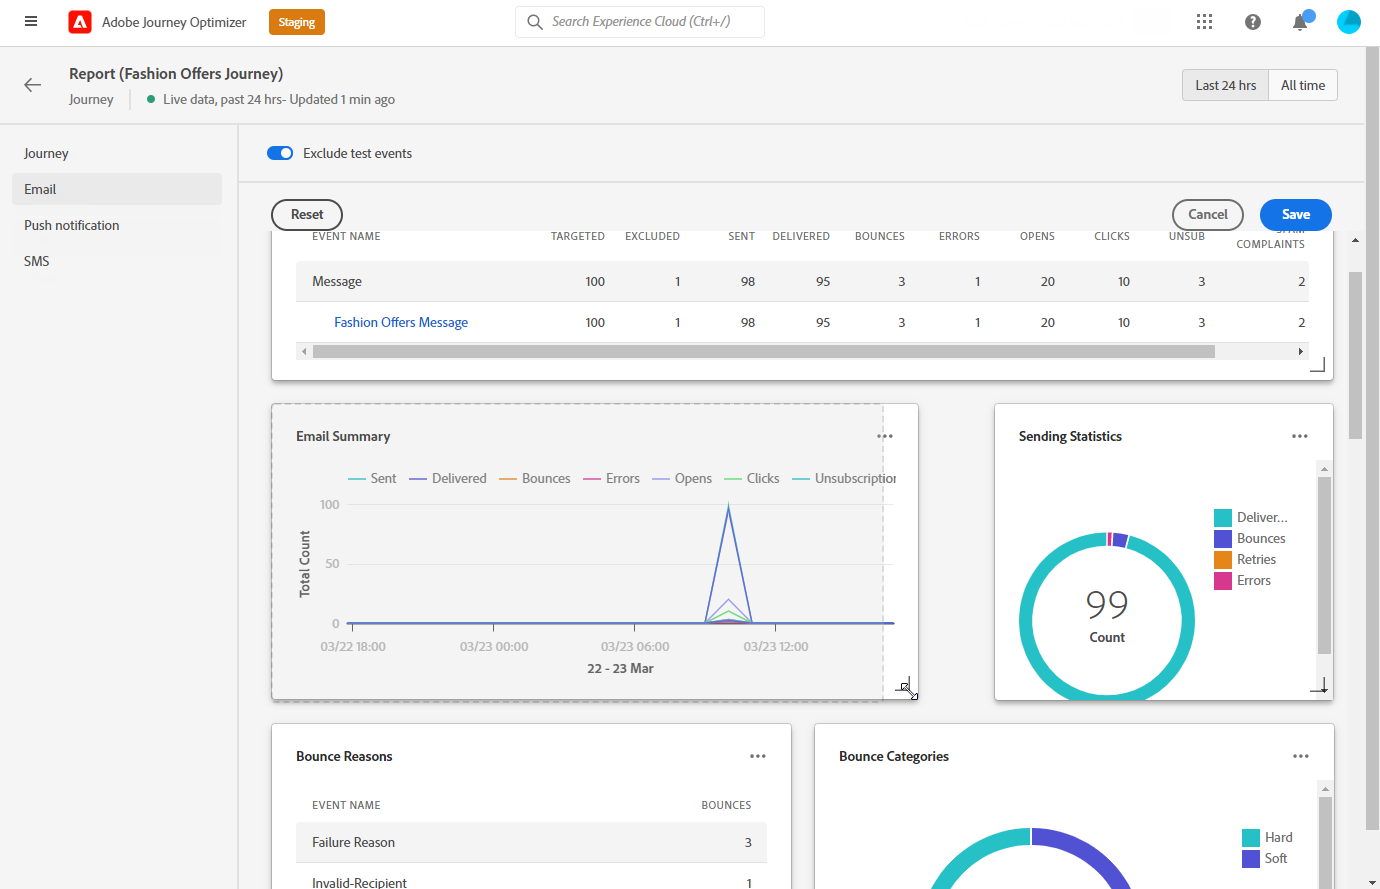 Adobe Journey Optimizer
Staging
Search Experience Cloud (Ctrl+/)
Report (Fashion Offers Journey)
Journey
Live data, past 24 hrs- Updated 1 min ago
Last 24 hrs
All time
Journey
Email
Push notification
SMS
Exclude test events
Reset
Cancel
Save
EVENT NAME TARGETED EXCLUDED SENT DELIVERED BOUNCES ERRORS OPENS CLICKS UNSUB SPAM COMPLAINTS
Message 100 1 98 95 3 1 20 10 3 2
Fashion Offers Message 100 1 98 95 3 1 20 10 3 2
Email Summary
Sent Delivered Bounces Errors Opens Clicks Unsubscription
100
50
0
Total Count
03/22 18:00 03/23 00:00 03/23 06:00 03/23 12:00
22 - 23 Mar
Sending Statistics
Deliver...
Bounces
Retries
Errors
99
Count
Bounce Reasons
EVENT NAME BOUNCES
Failure Reason 3
Invalid-Recipient 1
Bounce Categories
Hard
Soft